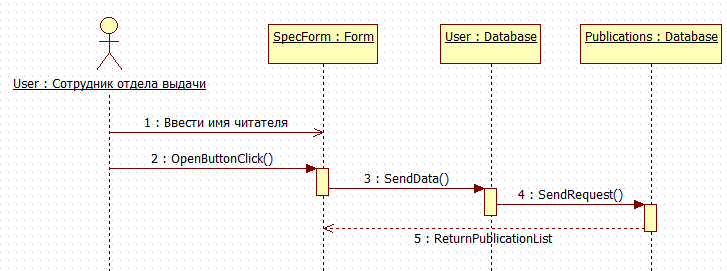 SpecForm : Form
User : Database
Publications : Database
User : Сотрудник отдела выдачи
1 : Ввести имя читателя
2 : OpenButtonClick()
3 : SendData()
4 : SendRequest()
5 : ReturnPublicationList